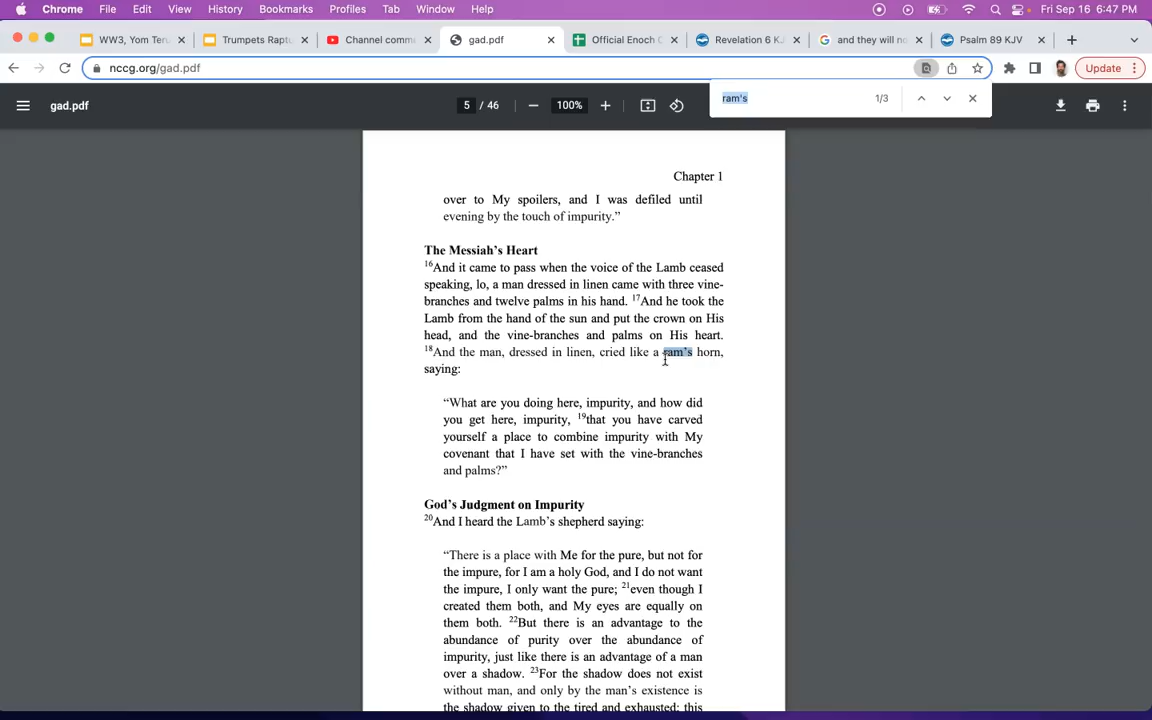 Chrome File Edit View History Bookmarks Profiles Tab Window Help Fri Sep 16 6:47 PM
WW3, Yom Teru Trumpets Raptu Channel comme gad.pdf Official Enoch C Revelation 6 KJ and they will no Psalm 89 KJV
nccg.org/gad.pdf Update
gad.pdf 5 / 46 100% ram's 1/3
Chapter 1
over to My spoilers, and I was defiled until
evening by the touch of impurity.”
The Messiah’s Heart
16And it came to pass when the voice of the Lamb ceased
speaking, lo, a man dressed in linen came with three vine-
branches and twelve palms in his hand. 17And he took the
Lamb from the hand of the sun and put the crown on His
head, and the vine-branches and palms on His heart.
18And the man, dressed in linen, cried like a ram’s horn,
saying:
“What are you doing here, impurity, and how did
you get here, impurity, 19that you have carved
yourself a place to combine impurity with My
covenant that I have set with the vine-branches
and palms?”
God’s Judgment on Impurity
20And I heard the Lamb’s shepherd saying:
“There is a place with Me for the pure, but not for
the impure, for I am a holy God, and I do not want
the impure, I only want the pure; 21even though I
created them both, and My eyes are equally on
them both. 22But there is an advantage to the
abundance of purity over the abundance of
impurity, just like there is an advantage of a man
over a shadow. 23For the shadow does not exist
without man, and only by the man’s existence is
the shadow given to the tired and exhausted; this